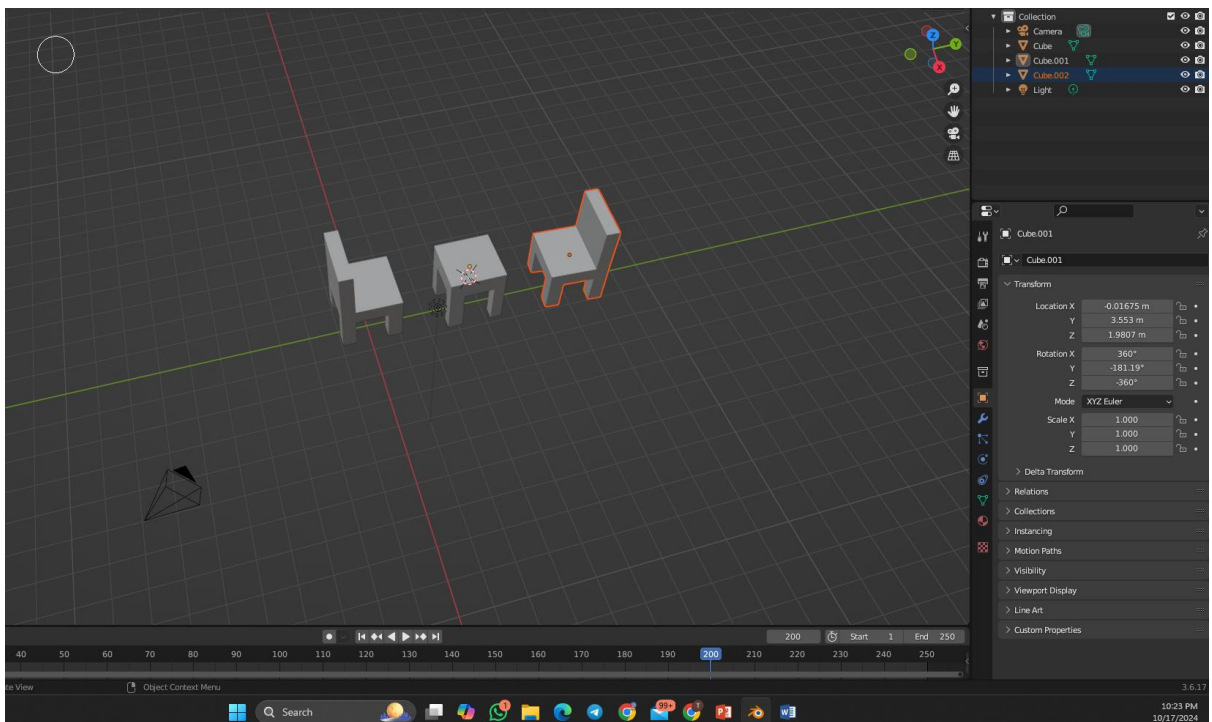 Collection
Camera
Cube
Cube.001
Cube.002
Light
Z
Y
X
Cube.001
Cube.001
Transform
Location X -0.01675 m
Y 3.553 m
Z 1.9807 m
Rotation X 360°
Y -181.19°
Z -360°
Mode XYZ Euler
Scale X 1.000
Y 1.000
Z 1.000
Delta Transform
Relations
Collections
Instancing
Motion Paths
Visibility
Viewport Display
Line Art
Custom Properties
200 Start 1 End 250
40 50 60 70 80 90 100 110 120 130 140 150 160 170 180 190 200 210 220 230 240 250
te View Object Context Menu 3.6.17
Search 1 99+
10:23 PM
10/17/2024